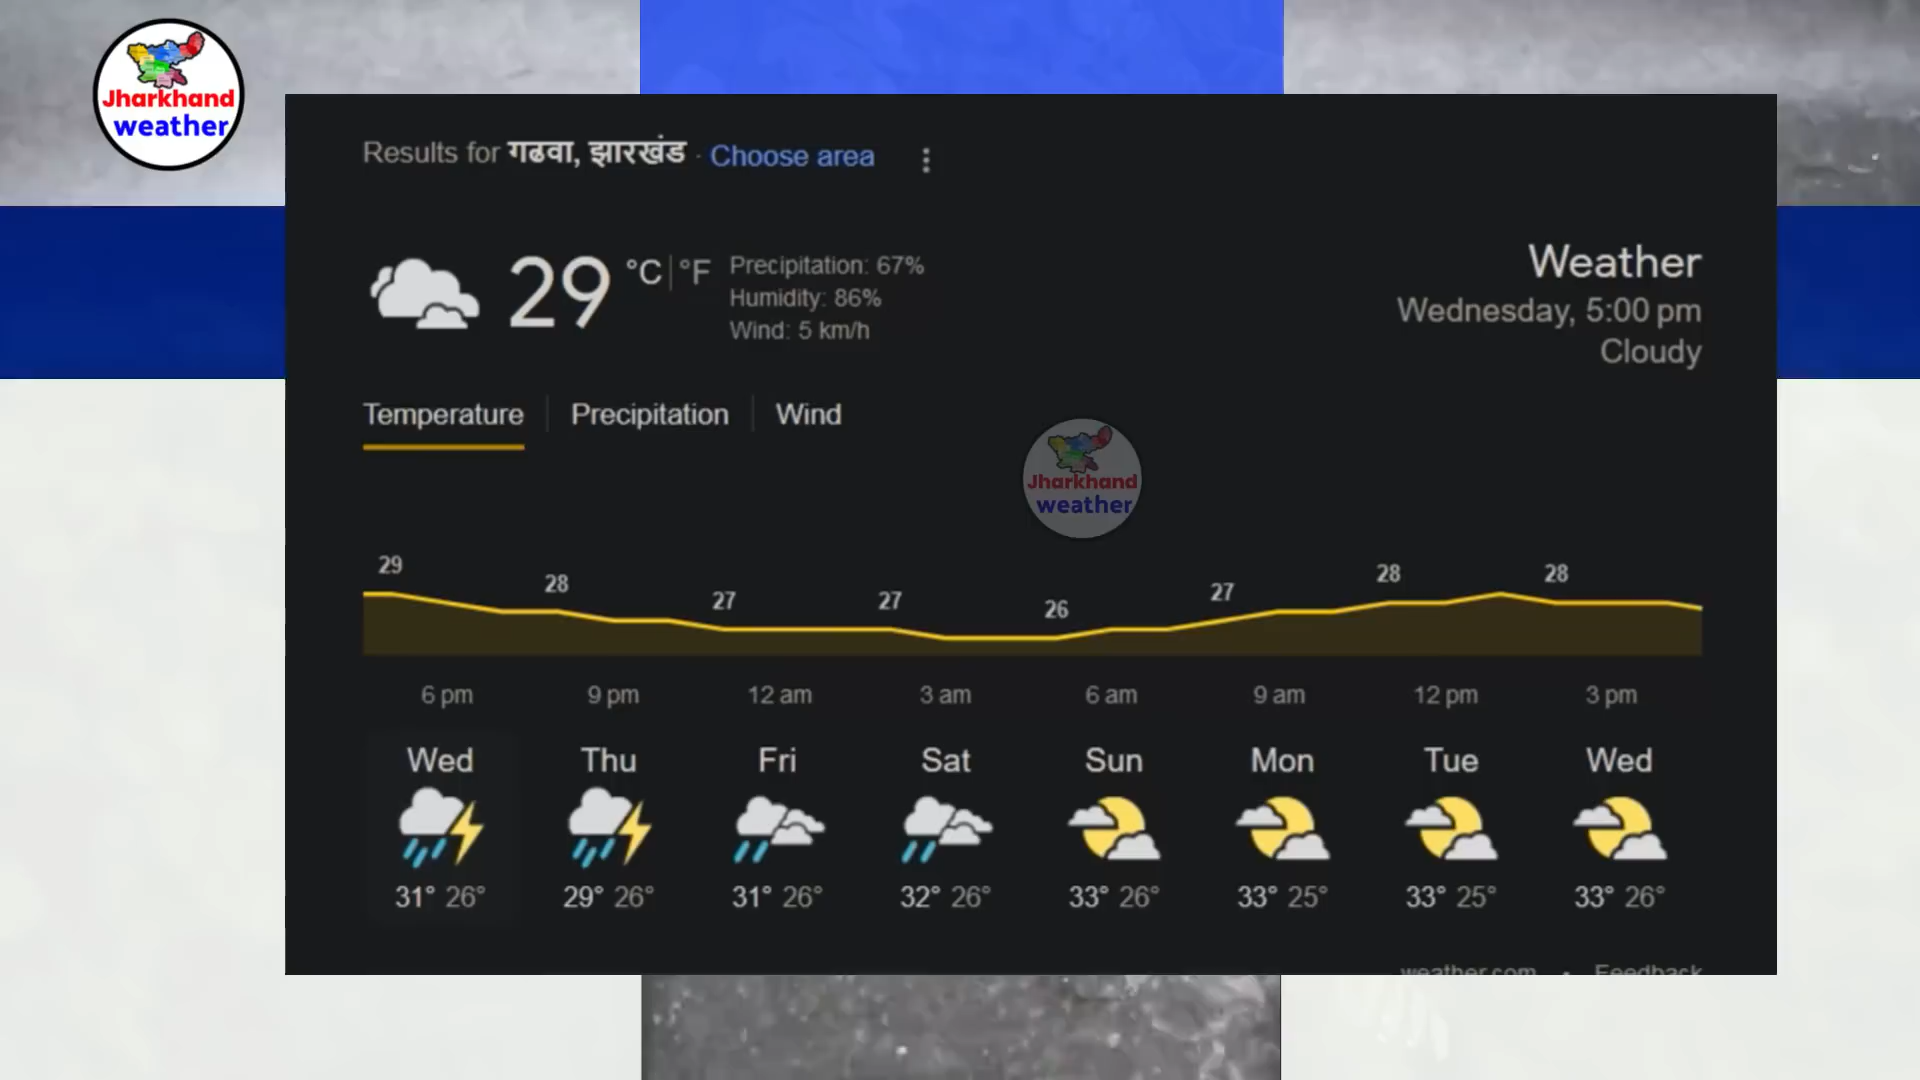 Jharkhand
weather
Results for गढवा, झारखंड · Choose area
29 °C | °F
Precipitation: 67%
Humidity: 86%
Wind: 5 km/h
Weather
Wednesday, 5:00 pm
Cloudy
Temperature Precipitation Wind
Jharkhand
weather
29 28 27 27 26 27 28 28
6 pm 9 pm 12 am 3 am 6 am 9 am 12 pm 3 pm
Wed Thu Fri Sat Sun Mon Tue Wed
31° 26° 29° 26° 31° 26° 32° 26° 33° 26° 33° 25° 33° 25° 33° 26°
weather.com • Feedback